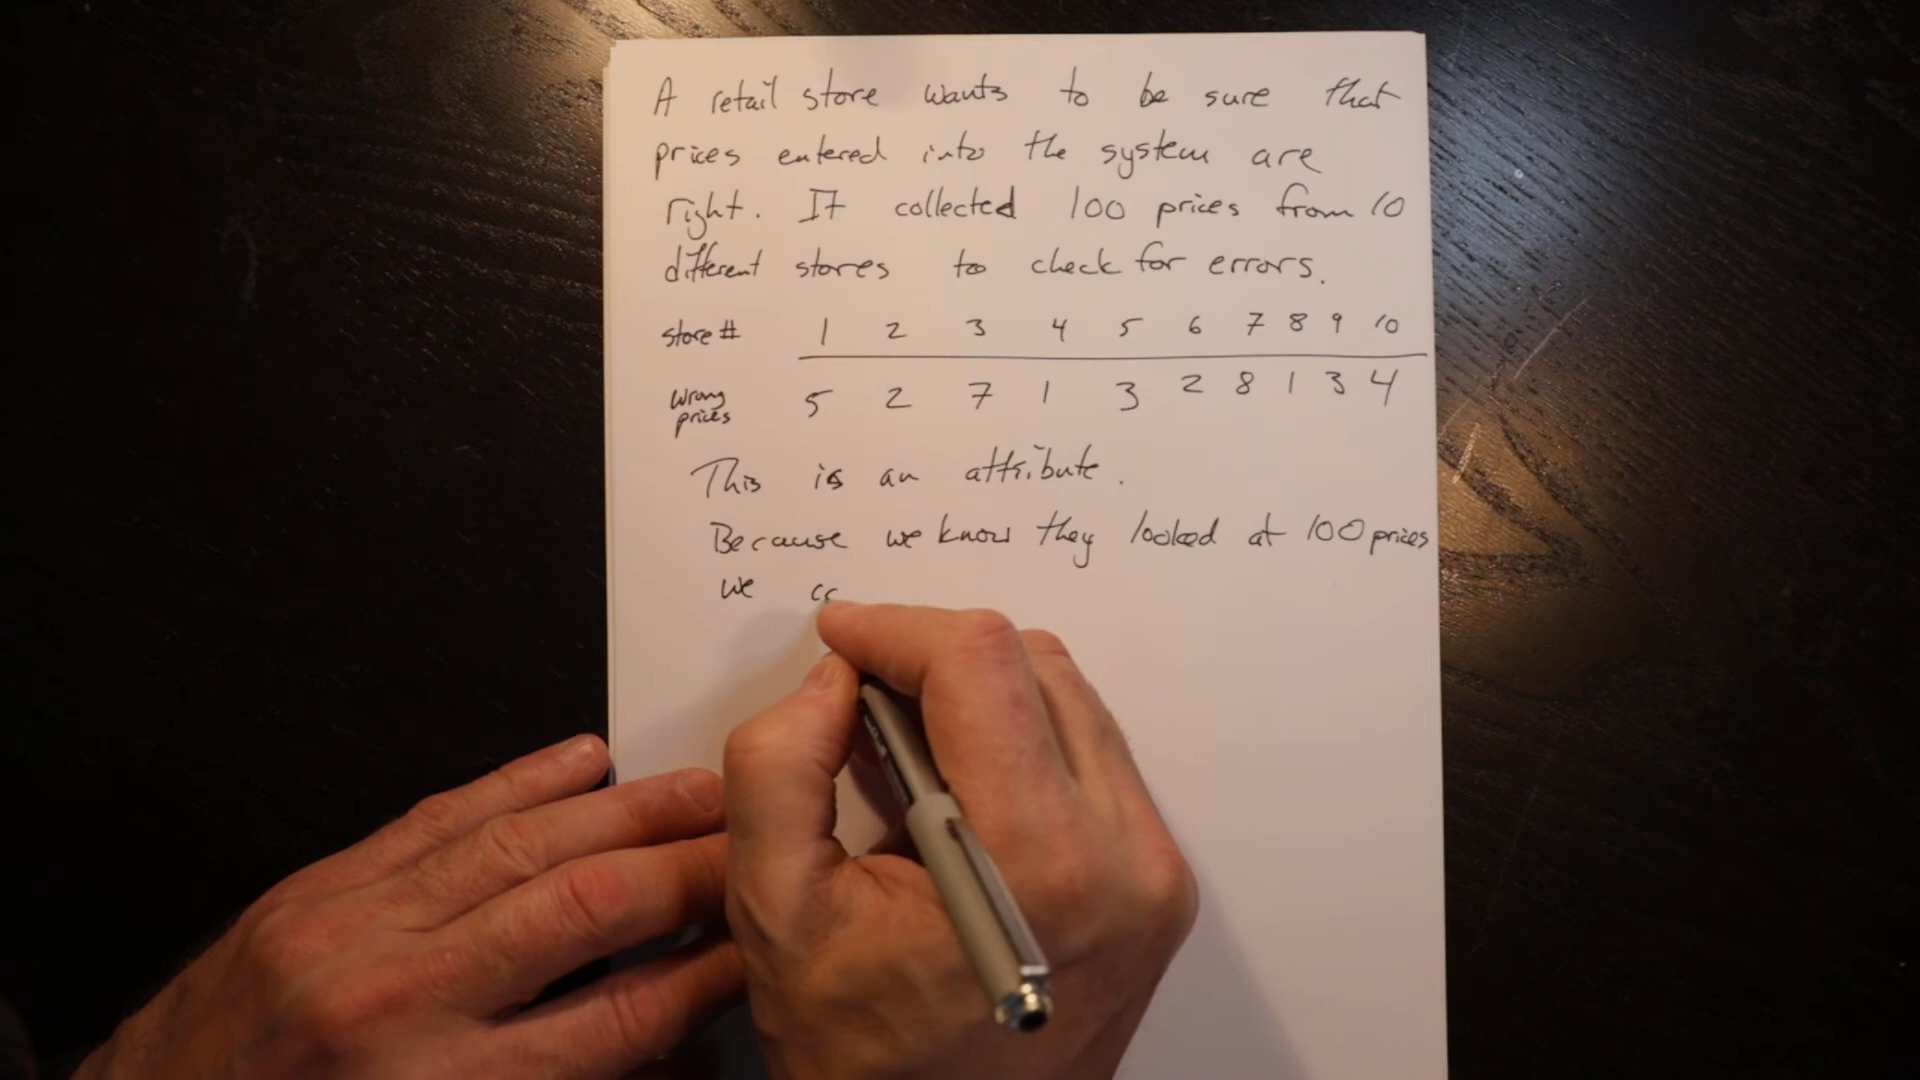 A retail store wants to be sure that
prices entered into the system are
right. It collected 100 prices from 10
different stores to check for errors.
store # 1 2 3 4 5 6 7 8 9 10
wrong prices 5 2 7 1 3 2 8 1 3 4
This is an attribute.
Because we know they looked at 100 prices
we